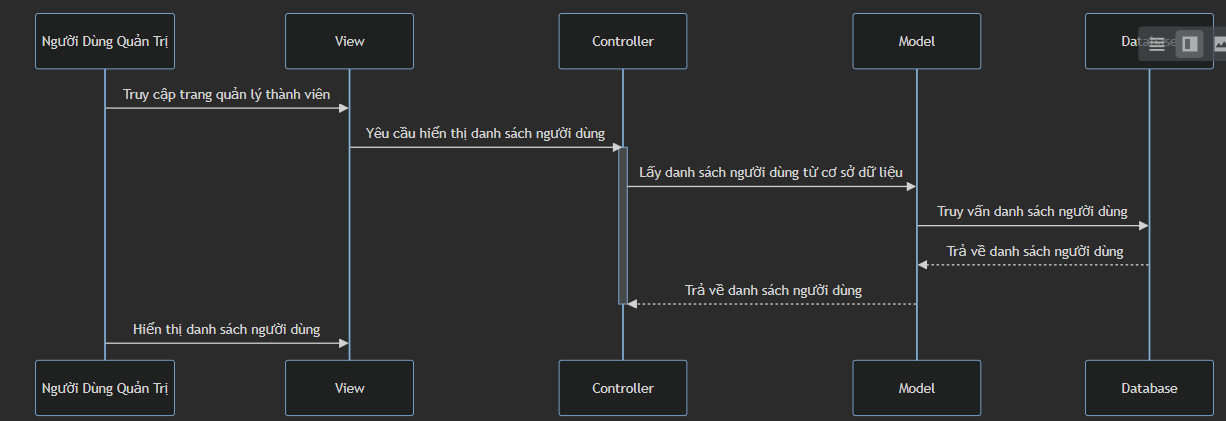 Người Dùng Quản Trị
View
Controller
Model
Database
Truy cập trang quản lý thành viên
Yêu cầu hiển thị danh sách người dùng
Lấy danh sách người dùng từ cơ sở dữ liệu
Truy vấn danh sách người dùng
Trả về danh sách người dùng
Trả về danh sách người dùng
Hiển thị danh sách người dùng
Người Dùng Quản Trị
View
Controller
Model
Database